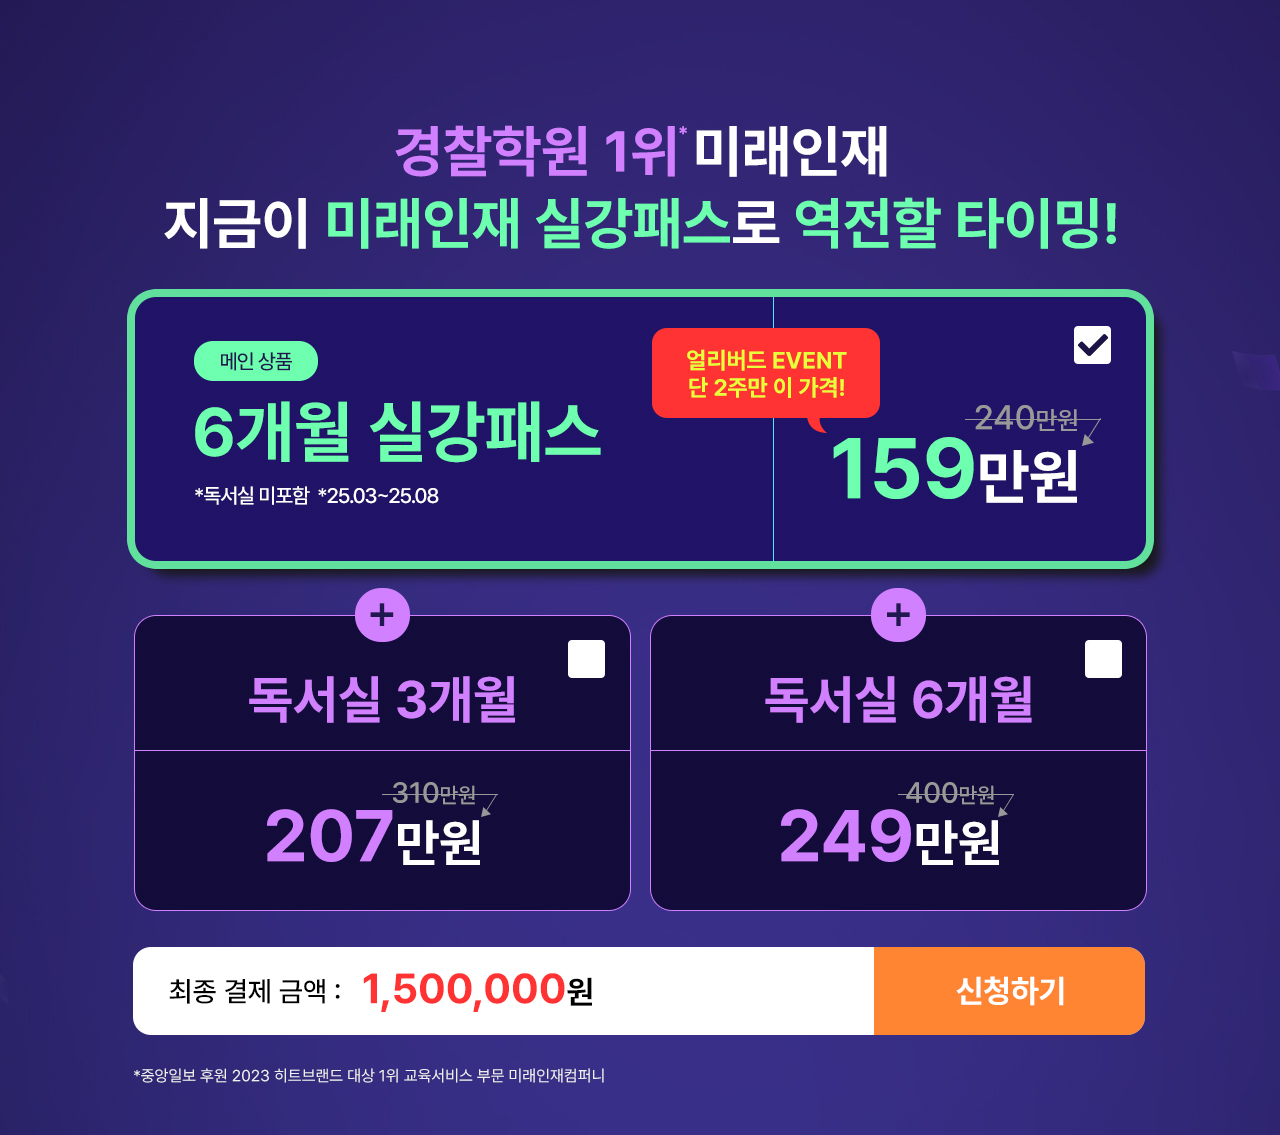 경찰학원 1위* 미래인재
지금이 미래인재 실강패스로 역전할 타이밍!
메인 상품
6개월 실강패스
*독서실 미포함 *25.03~25.08
얼리버드 EVENT
단 2주만 이 가격!
240만원
159만원
+
독서실 3개월
310만원
207만원
+
독서실 6개월
400만원
249만원
최종 결제 금액 : 1,500,000원
신청하기
*중앙일보 후원 2023 히트브랜드 대상 1위 교육서비스 부문 미래인재컴퍼니